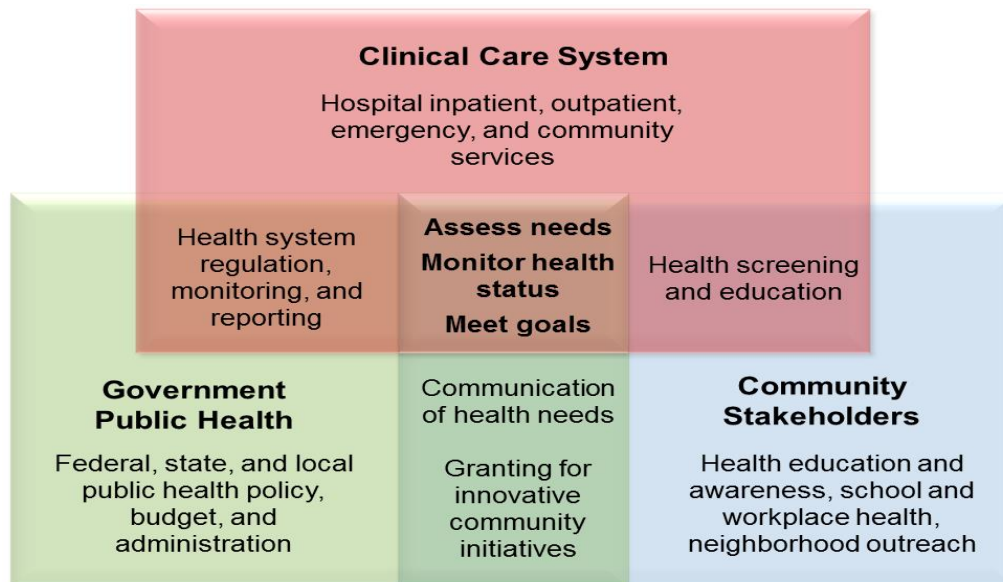 Clinical Care System
Hospital inpatient, outpatient,
emergency, and community
services
Health system
regulation,
monitoring, and
reporting
Assess needs
Monitor health
status
Meet goals
Health screening
and education
Government
Public Health
Federal, state, and local
public health policy,
budget, and
administration
Communication
of health needs
Granting for
innovative
community
initiatives
Community
Stakeholders
Health education and
awareness, school and
workplace health,
neighborhood outreach